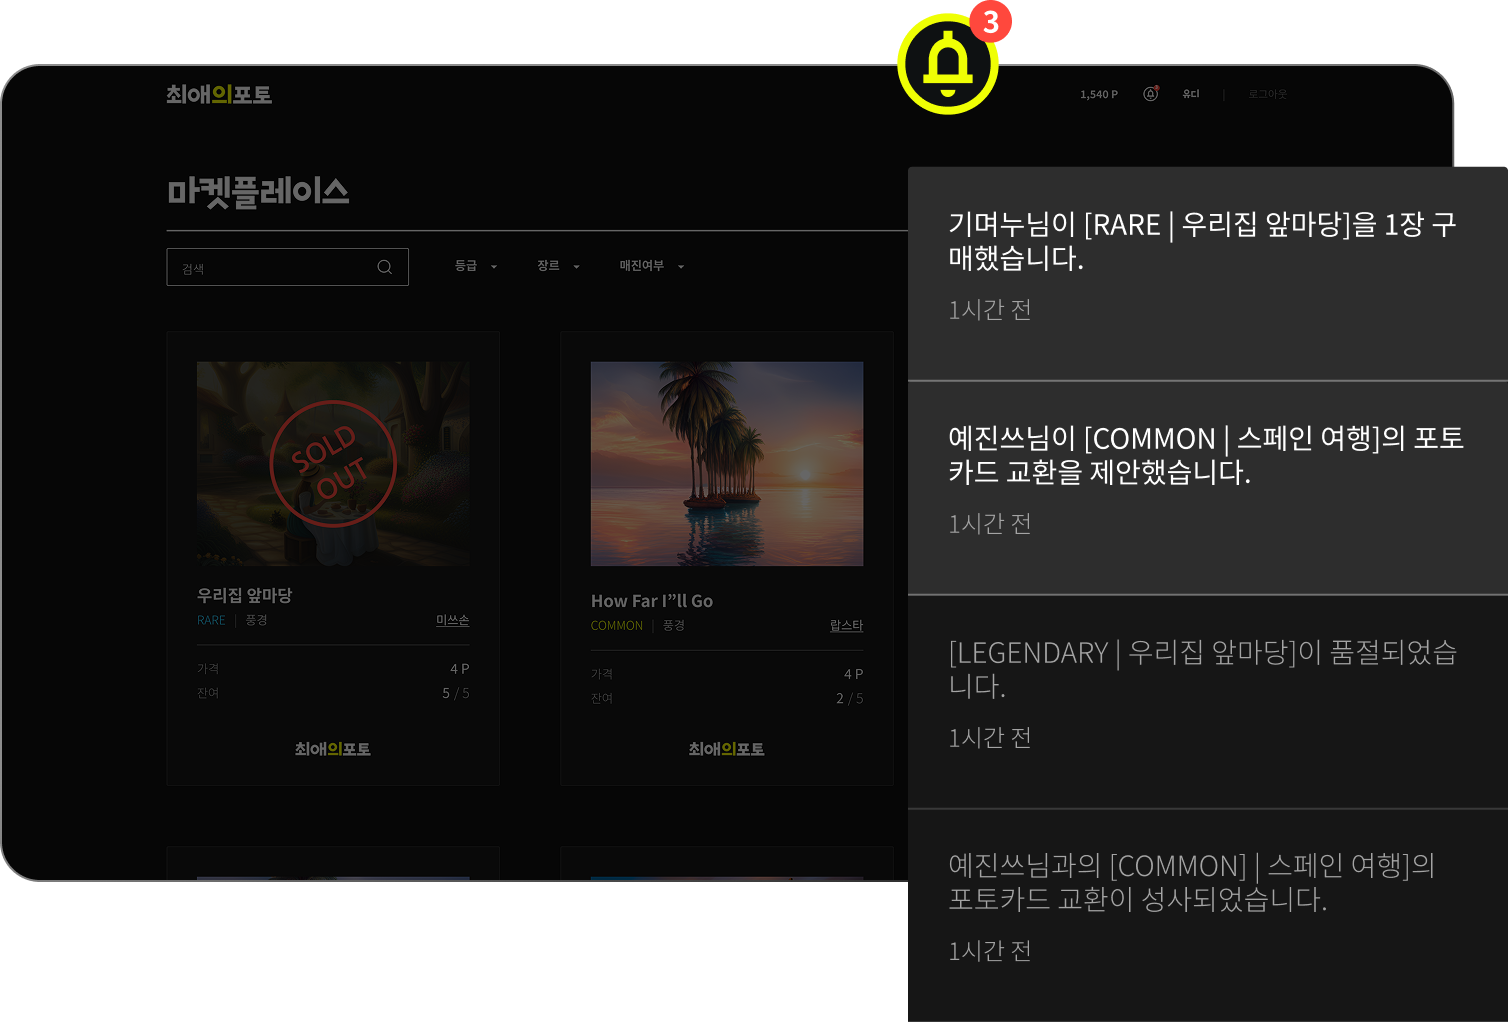 3
최애의포토
1,540 P
유디
|
로그아웃
마켓플레이스
검색
등급
장르
매진여부
SOLD
OUT
우리집 앞마당
RARE | 풍경
미쓰손
가격
4 P
잔여
5 / 5
최애의포토
How Far I”ll Go
COMMON | 풍경
랍스타
가격
4 P
잔여
2 / 5
최애의포토
기며누님이 [RARE | 우리집 앞마당]을 1장 구
매했습니다.
1시간 전
예진쓰님이 [COMMON | 스페인 여행]의 포토
카드 교환을 제안했습니다.
1시간 전
[LEGENDARY | 우리집 앞마당]이 품절되었습
니다.
1시간 전
예진쓰님과의 [COMMON] | 스페인 여행]의
포토카드 교환이 성사되었습니다.
1시간 전